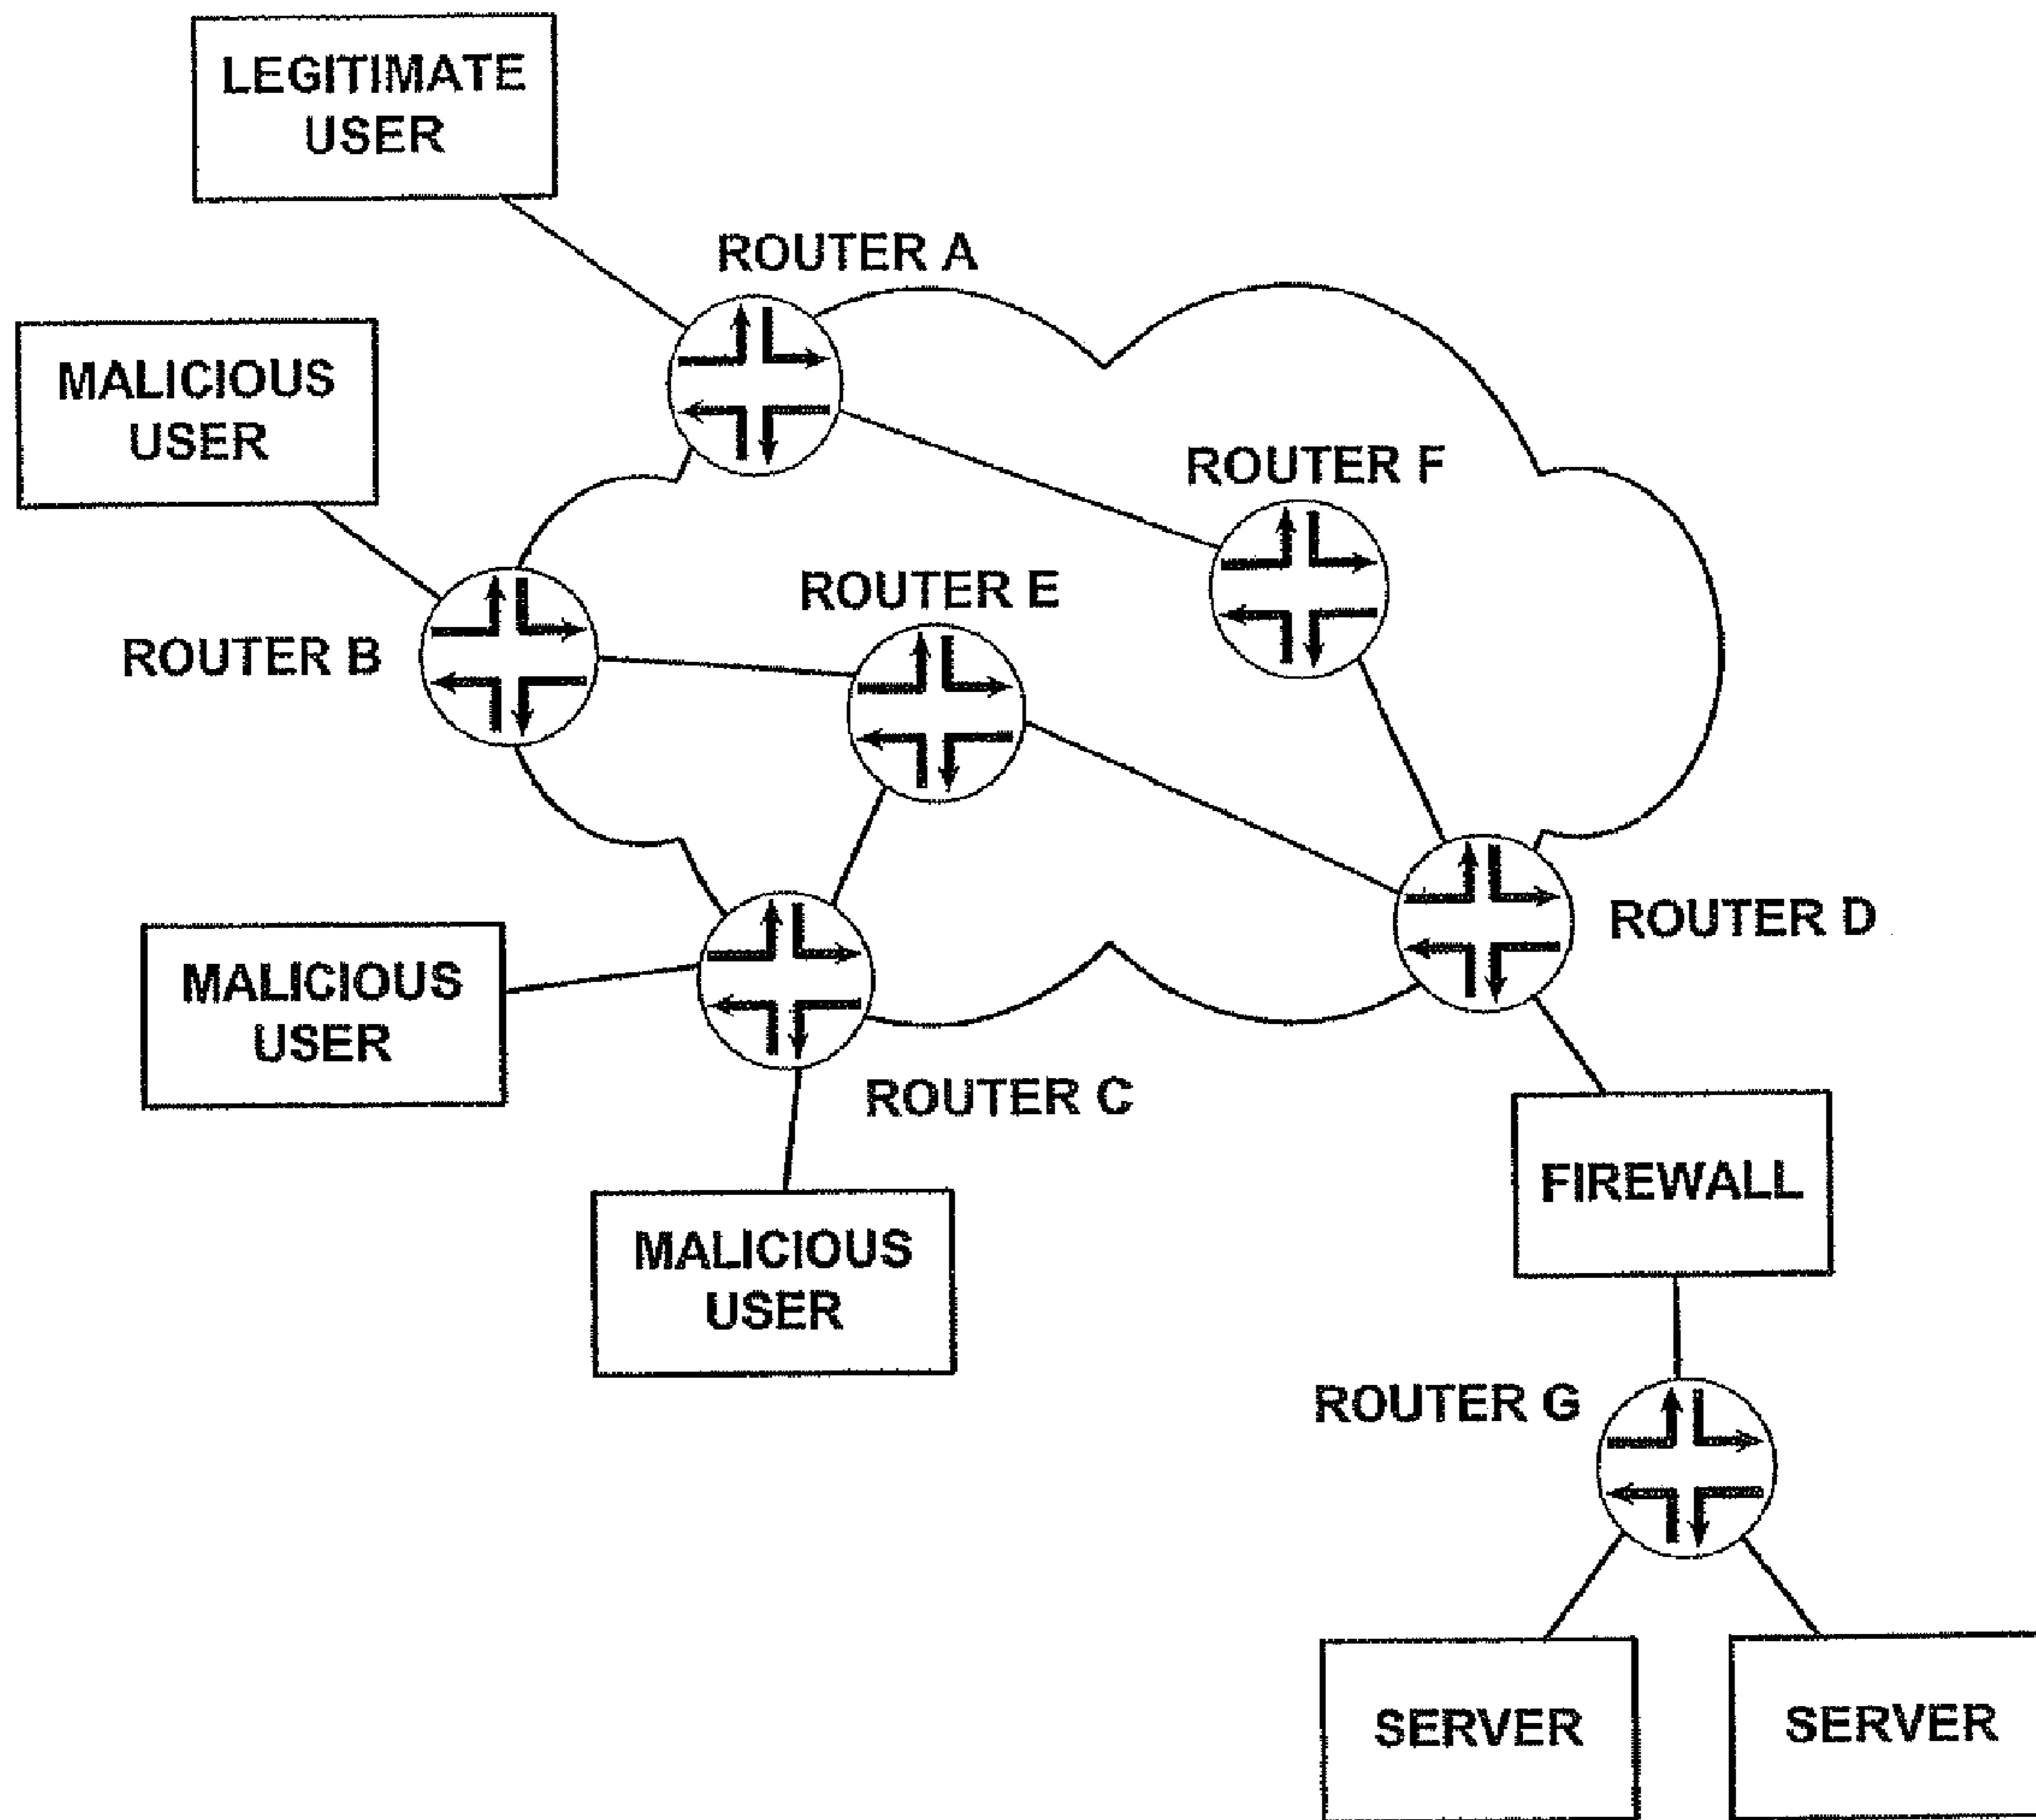 LEGITIMATE
USER
ROUTER A
MALICIOUS
USER
ROUTER F
ROUTER E
ROUTER B
ROUTER D
MALICIOUS
USER
ROUTER C
FIREWALL
MALICIOUS
USER
ROUTER G
SERVER
SERVER